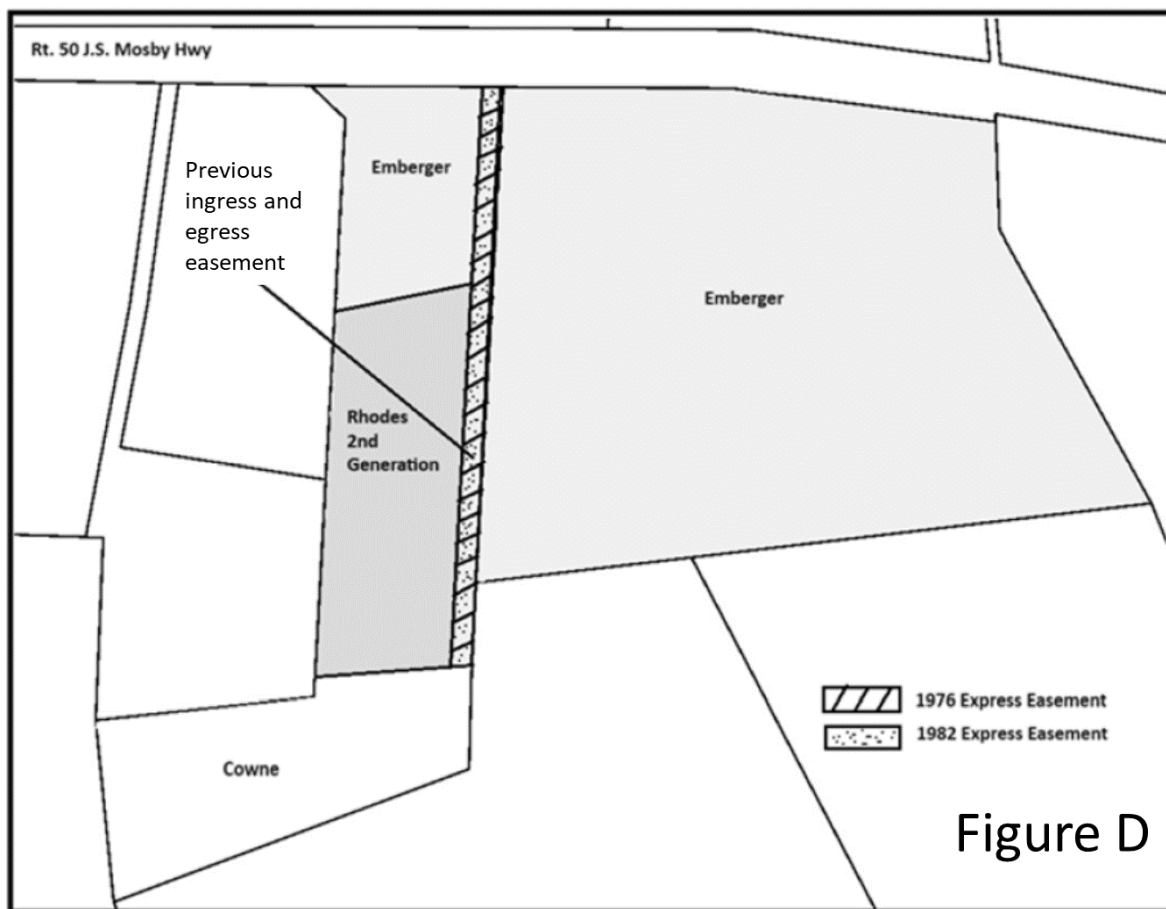 Rt. 50 J.S. Mosby Hwy
Previous
ingress and
egress
easement
Emberger
Emberger
Rhodes
2nd
Generation
1976 Express Easement
1982 Express Easement
Cowne
Figure D